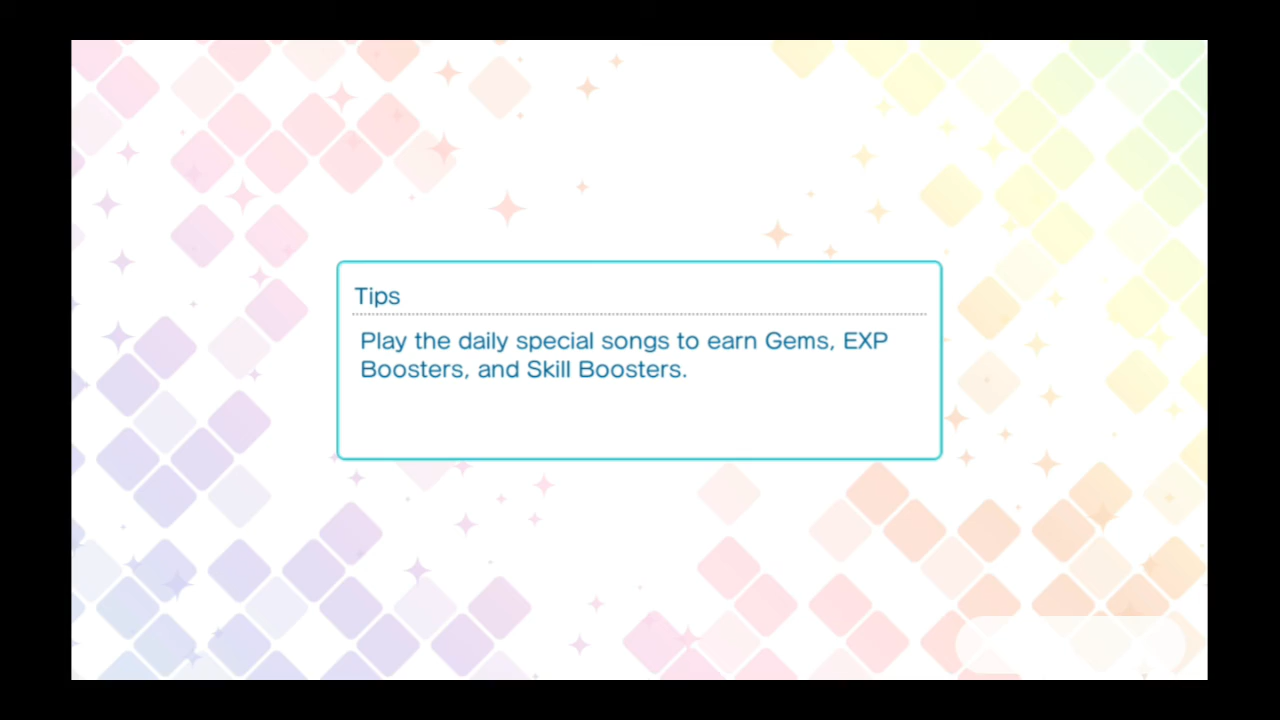 Tips
Play the daily special songs to earn Gems, EXP
Boosters, and Skill Boosters.